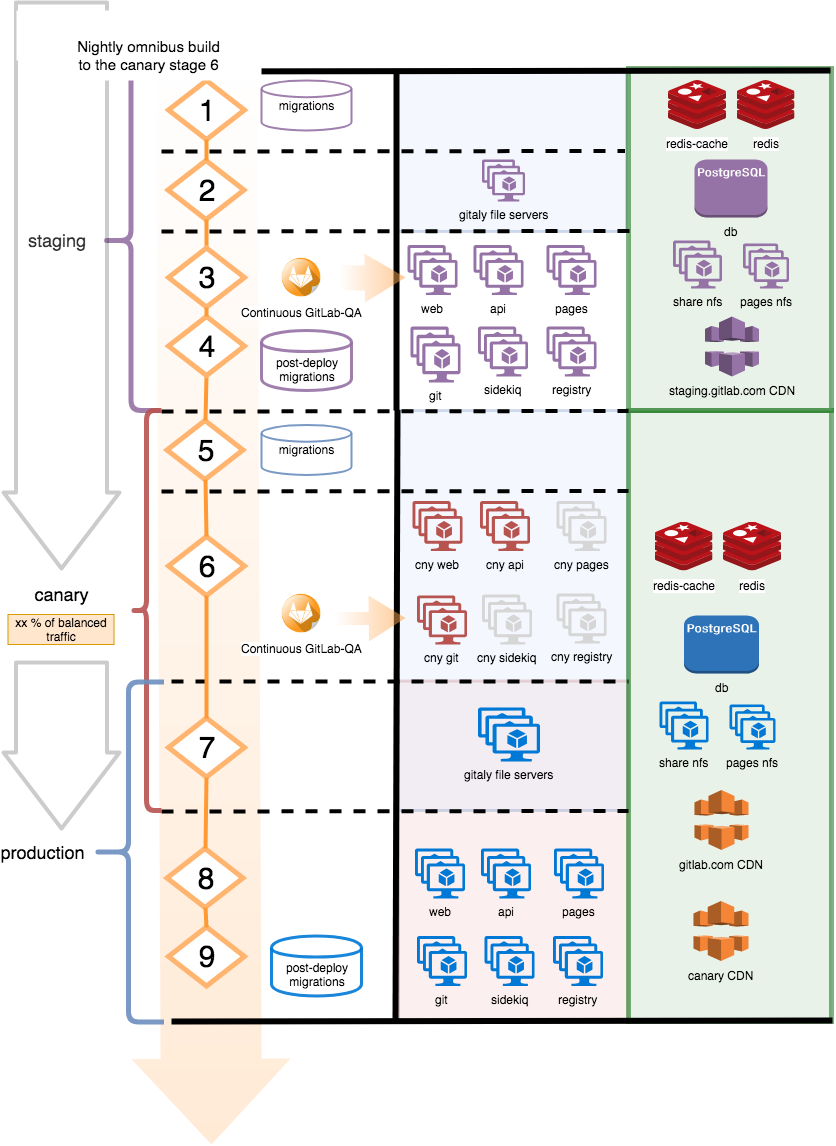 Nightly omnibus build
to the canary stage 6
1
migrations
redis-cache
redis
2
gitaly file servers
PostgreSQL
db
staging
3
Continuous GitLab-QA
web
api
pages
share nfs
pages nfs
4
post-deploy
migrations
git
sidekiq
registry
staging.gitlab.com CDN
5
migrations
6
cny web
cny api
cny pages
redis-cache
redis
canary
xx % of balanced
traffic
Continuous GitLab-QA
cny git
cny sidekiq
cny registry
PostgreSQL
db
7
gitaly file servers
share nfs
pages nfs
production
8
web
api
pages
gitlab.com CDN
9
post-deploy
migrations
git
sidekiq
registry
canary CDN